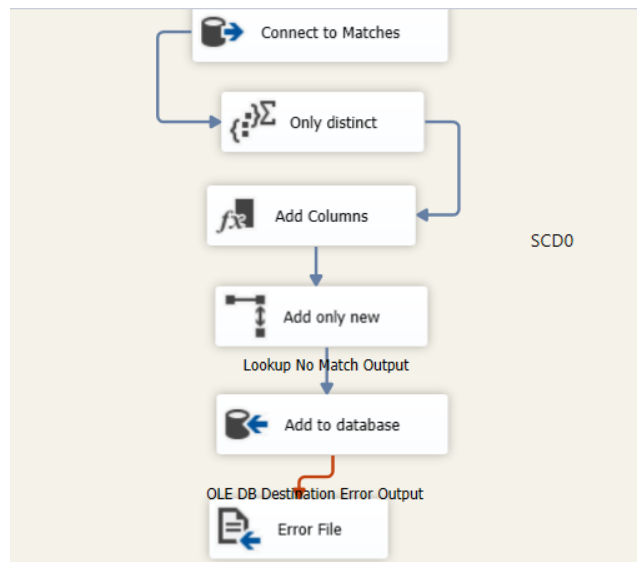 Connect to Matches
Only distinct
Add Columns
SCD0
Add only new
Lookup No Match Output
Add to database
OLE DB Destination Error Output
Error File